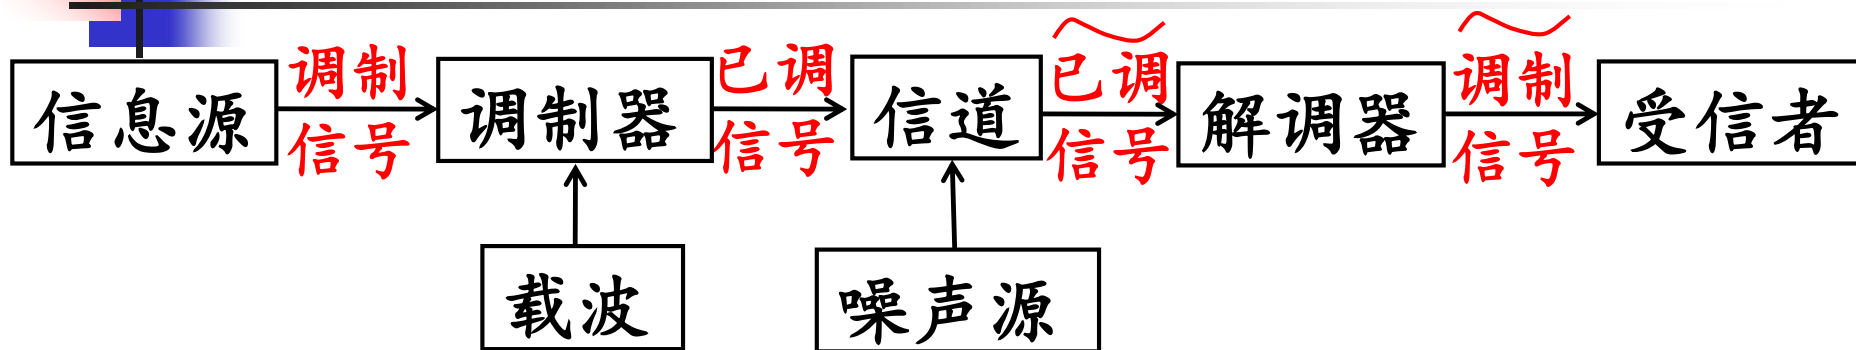 信息源
调制
信号
调制器
已调
信号
信道
已调
信号
解调器
调制
信号
受信者
载波
噪声源